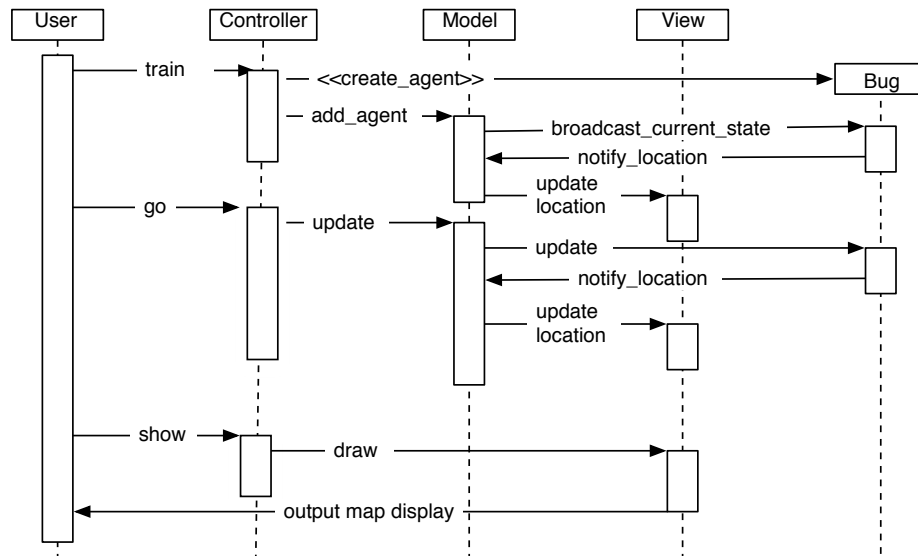 User
Controller
Model
View
train
<<create_agent>>
Bug
add_agent
broadcast_current_state
notify_location
update
location
go
update
update
notify_location
update
location
show
draw
output map display